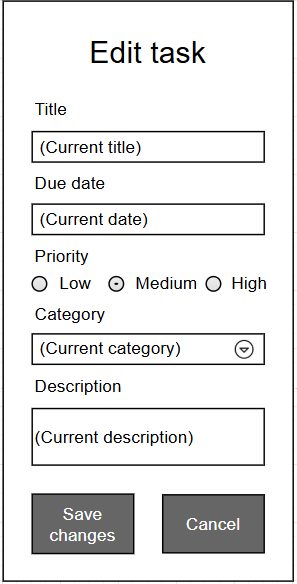 Edit task
Title
(Current title)
Due date
(Current date)
Priority
Low Medium High
Category
(Current category)
Description
(Current description)
Save
changes
Cancel